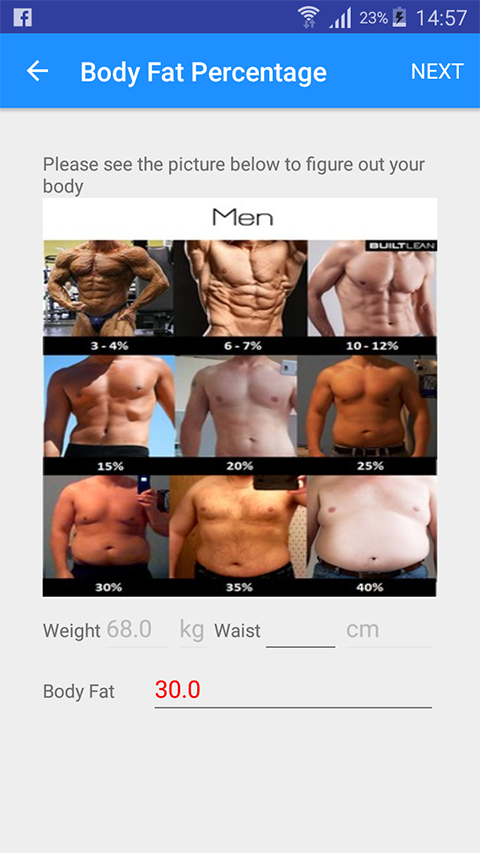 23% 14:57
Body Fat Percentage NEXT
Please see the picture below to figure out your
body
Men
BUILTLEAN
3 - 4% 6 - 7% 10 - 12%
15% 20% 25%
30% 35% 40%
Weight 68.0 kg Waist cm
Body Fat 30.0